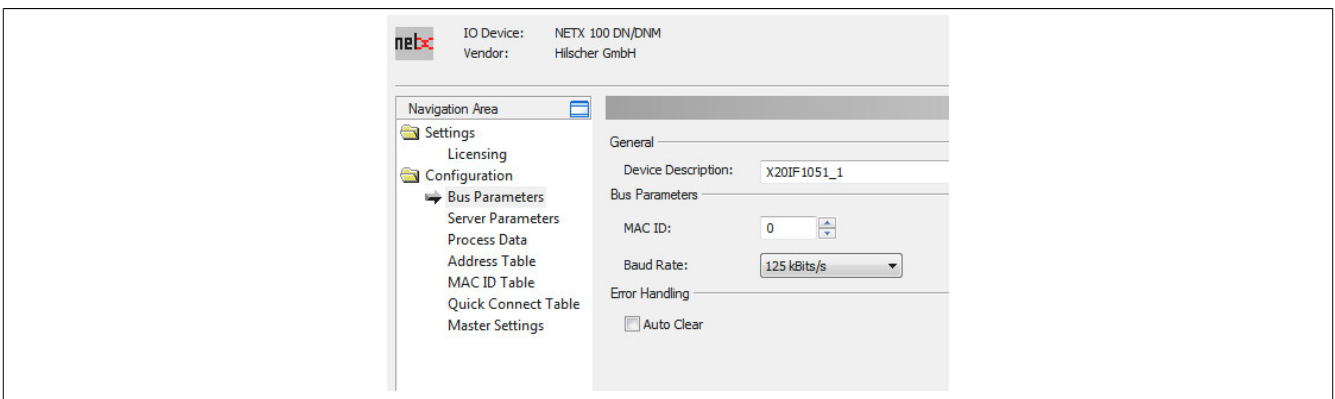 netx
IO Device: NETX 100 DN/DNM
Vendor: Hilscher GmbH
Navigation Area
Settings
Licensing
Configuration
Bus Parameters
Server Parameters
Process Data
Address Table
MAC ID Table
Quick Connect Table
Master Settings
General
Device Description: X20IF1051_1
Bus Parameters
MAC ID: 0
Baud Rate: 125 kBits/s
Error Handling
Auto Clear